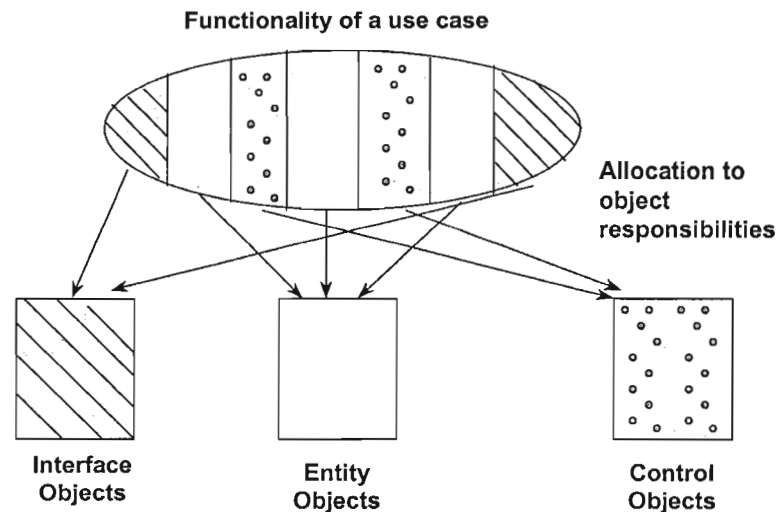 Functionality of a use case
Allocation to
object
responsibilities
Interface
Objects
Entity
Objects
Control
Objects